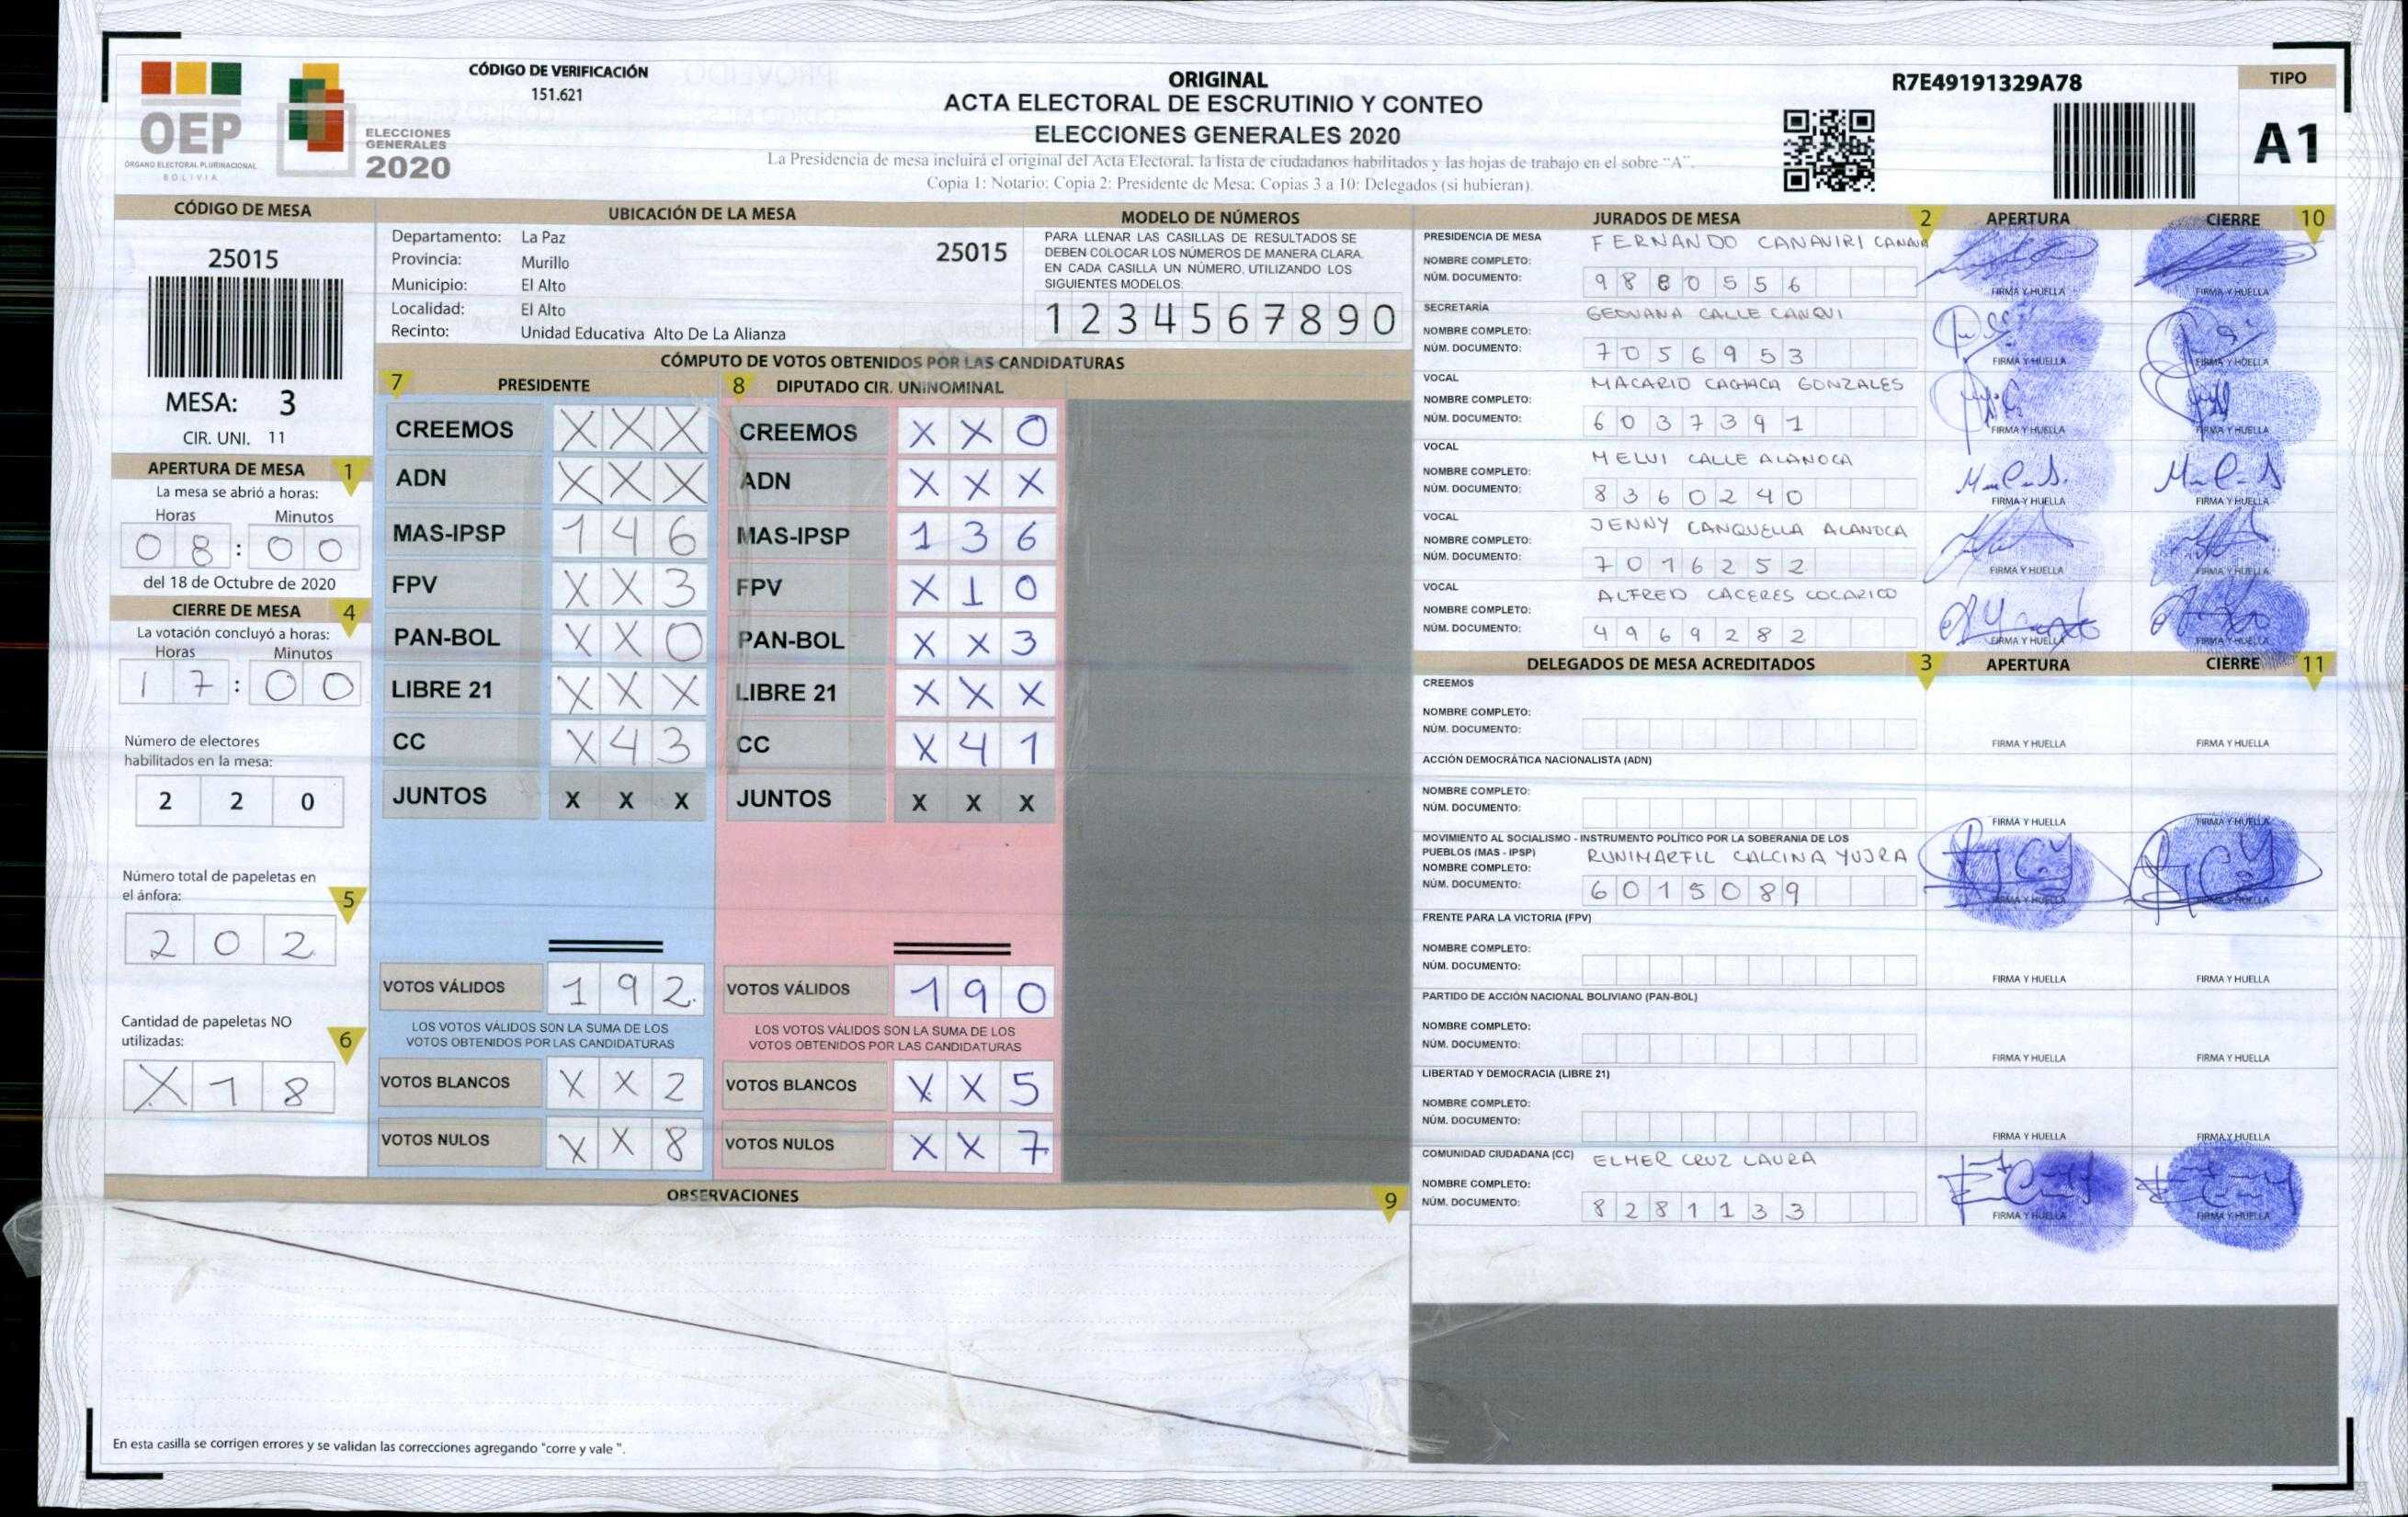 OEP
ÓRGANO ELECTORAL PLURINACIONAL
BOLIVIA
ELECCIONES
GENERALES
2020
CÓDIGO DE VERIFICACIÓN
151.621
ORIGINAL
ACTA ELECTORAL DE ESCRUTINIO Y CONTEO
ELECCIONES GENERALES 2020
La Presidencia de mesa incluirá el original del Acta Electoral, la lista de ciudadanos habilitados y las hojas de trabajo en el sobre "A".
Copia 1: Notario; Copia 2: Presidente de Mesa; Copias 3 a 10: Delegados (si hubieran).
R7E49191329A78
TIPO
A1
CÓDIGO DE MESA
25015
MESA: 3
CIR. UNI. 11
APERTURA DE MESA 1
La mesa se abrió a horas:
Horas Minutos
08:00
del 18 de Octubre de 2020
CIERRE DE MESA 4
La votación concluyó a horas:
Horas Minutos
17:00
Número de electores
habilitados en la mesa:
2 2 0
Número total de papeletas en
el ánfora: 5
2 0 2
Cantidad de papeletas NO
utilizadas: 6
X 1 8
UBICACIÓN DE LA MESA
Departamento: La Paz 25015
Provincia: Murillo
Municipio: El Alto
Localidad: El Alto
Recinto: Unidad Educativa Alto De La Alianza
MODELO DE NÚMEROS
PARA LLENAR LAS CASILLAS DE RESULTADOS SE
DEBEN COLOCAR LOS NÚMEROS DE MANERA CLARA.
EN CADA CASILLA UN NÚMERO, UTILIZANDO LOS
SIGUIENTES MODELOS:
1 2 3 4 5 6 7 8 9 0
CÓMPUTO DE VOTOS OBTENIDOS POR LAS CANDIDATURAS
7 PRESIDENTE 8 DIPUTADO CIR. UNINOMINAL
CREEMOS X X X CREEMOS X X 0
ADN X X X ADN X X X
MAS-IPSP 1 4 6 MAS-IPSP 1 3 6
FPV X X 3 FPV X 1 0
PAN-BOL X X 0 PAN-BOL X X 3
LIBRE 21 X X X LIBRE 21 X X X
CC X 4 3 CC X 4 1
JUNTOS X X X JUNTOS X X X
VOTOS VÁLIDOS 1 9 2 VOTOS VÁLIDOS 1 9 0
LOS VOTOS VÁLIDOS SON LA SUMA DE LOS LOS VOTOS VÁLIDOS SON LA SUMA DE LOS
VOTOS OBTENIDOS POR LAS CANDIDATURAS VOTOS OBTENIDOS POR LAS CANDIDATURAS
VOTOS BLANCOS X X 2 VOTOS BLANCOS X X 5
VOTOS NULOS X X 8 VOTOS NULOS X X 7
OBSERVACIONES 9
En esta casilla se corrigen errores y se validan las correcciones agregando "corre y vale ".
JURADOS DE MESA 2 APERTURA CIERRE 10
PRESIDENCIA DE MESA FERNANDO CANAVIRI
NOMBRE COMPLETO:
NÚM. DOCUMENTO: 9880556 FIRMA Y HUELLA FIRMA Y HUELLA
SECRETARÍA GEOVANA CALLE CANQUI
NOMBRE COMPLETO:
NÚM. DOCUMENTO: 7056953 FIRMA Y HUELLA FIRMA Y HUELLA
VOCAL MACARIO CACHACA GONZALES
NOMBRE COMPLETO:
NÚM. DOCUMENTO: 6037391 FIRMA Y HUELLA FIRMA Y HUELLA
VOCAL MELVI CALLE ALANOCA
NOMBRE COMPLETO:
NÚM. DOCUMENTO: 8360240 FIRMA Y HUELLA FIRMA Y HUELLA
VOCAL JENNY CANQUELLA ALANOCA
NOMBRE COMPLETO:
NÚM. DOCUMENTO: 7016252 FIRMA Y HUELLA FIRMA Y HUELLA
VOCAL ALFRED CACERES COCARICO
NOMBRE COMPLETO:
NÚM. DOCUMENTO: 4969282 FIRMA Y HUELLA FIRMA Y HUELLA
DELEGADOS DE MESA ACREDITADOS 3 APERTURA CIERRE 11
CREEMOS
NOMBRE COMPLETO:
NÚM. DOCUMENTO: FIRMA Y HUELLA FIRMA Y HUELLA
ACCIÓN DEMOCRÁTICA NACIONALISTA (ADN)
NOMBRE COMPLETO:
NÚM. DOCUMENTO: FIRMA Y HUELLA FIRMA Y HUELLA
MOVIMIENTO AL SOCIALISMO - INSTRUMENTO POLÍTICO POR LA SOBERANIA DE LOS
PUEBLOS (MAS - IPSP) RUNIMARFIL CALCINA YUJRA
NOMBRE COMPLETO:
NÚM. DOCUMENTO: 6015089 FIRMA Y HUELLA FIRMA Y HUELLA
FRENTE PARA LA VICTORIA (FPV)
NOMBRE COMPLETO:
NÚM. DOCUMENTO: FIRMA Y HUELLA FIRMA Y HUELLA
PARTIDO DE ACCIÓN NACIONAL BOLIVIANO (PAN-BOL)
NOMBRE COMPLETO:
NÚM. DOCUMENTO: FIRMA Y HUELLA FIRMA Y HUELLA
LIBERTAD Y DEMOCRACIA (LIBRE 21)
NOMBRE COMPLETO:
NÚM. DOCUMENTO: FIRMA Y HUELLA FIRMA Y HUELLA
COMUNIDAD CIUDADANA (CC) ELMER CRUZ LAURA
NOMBRE COMPLETO:
NÚM. DOCUMENTO: 8281133 FIRMA Y HUELLA FIRMA Y HUELLA